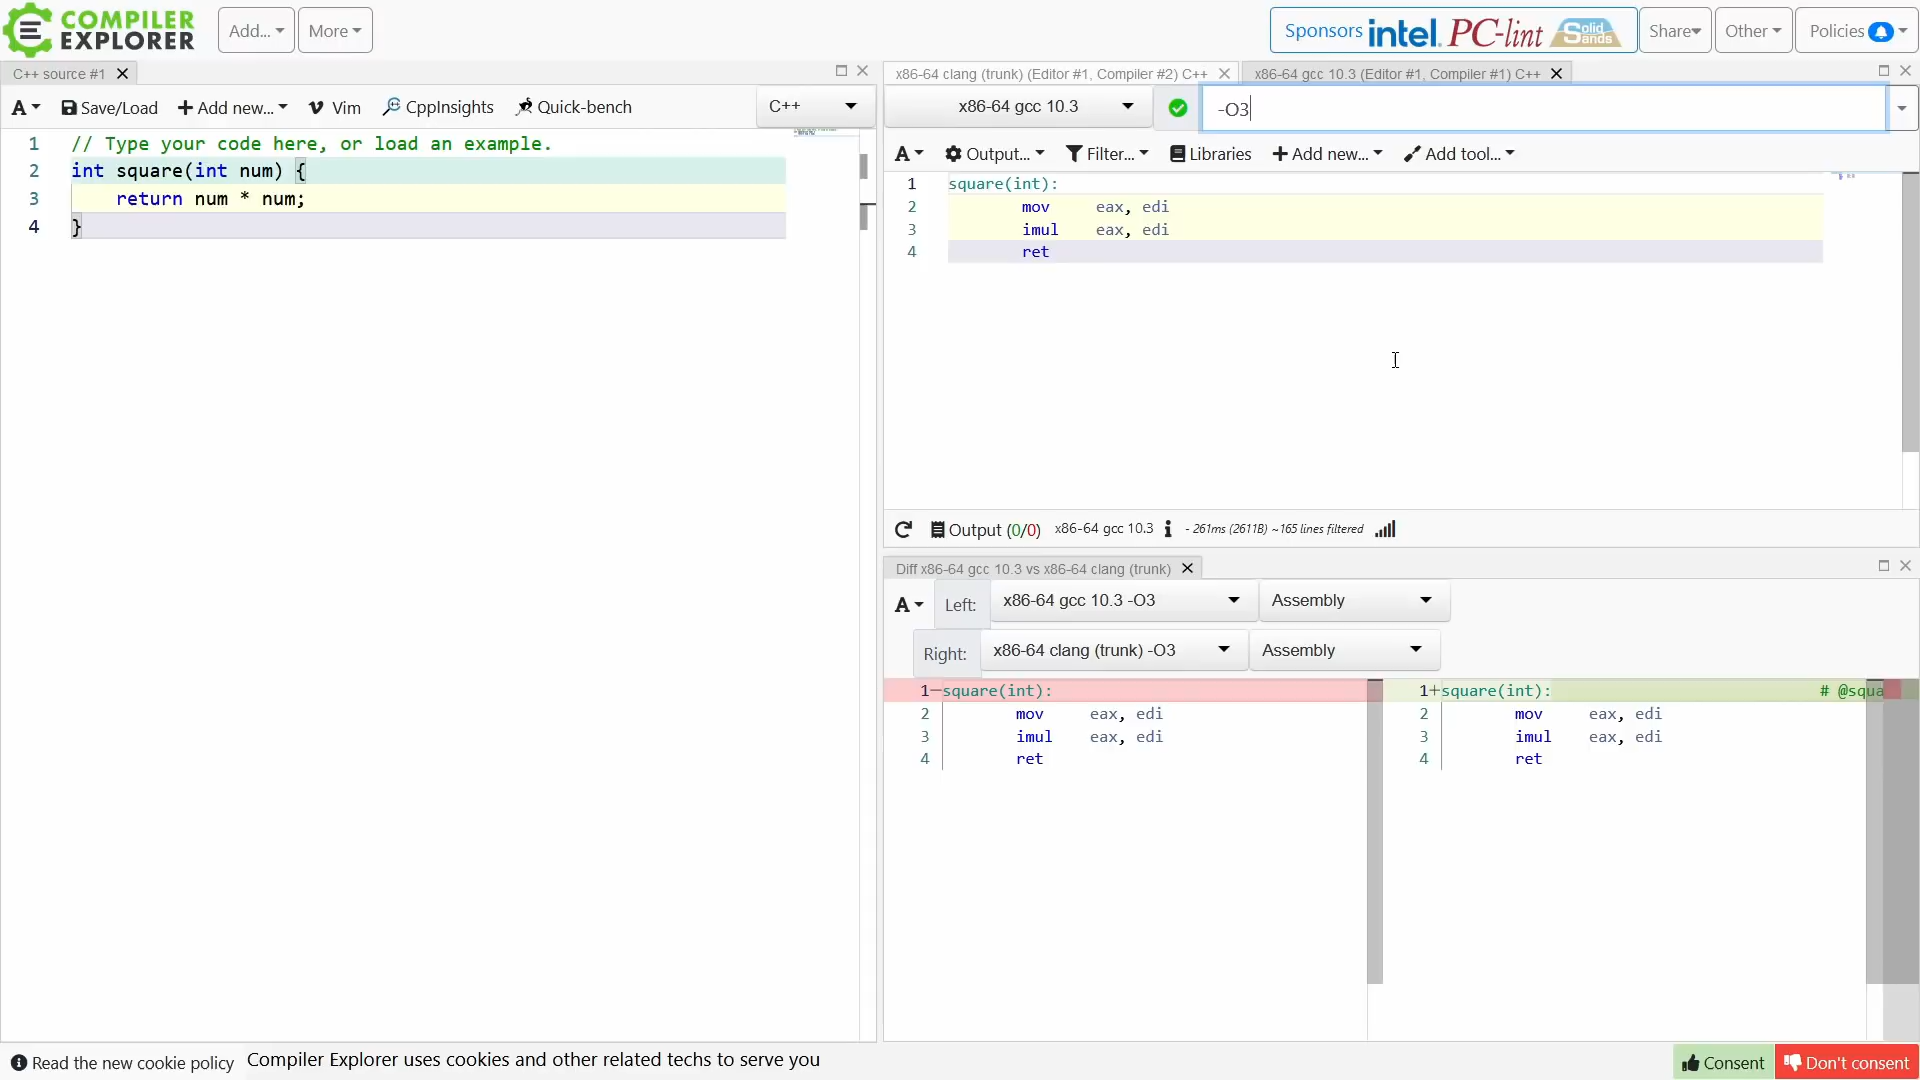 COMPILER EXPLORER
Add...
More
Sponsors intel. PC-lint Solid Sands
Share
Other
Policies
C++ source #1
A
Save/Load
Add new...
Vim
CppInsights
Quick-bench
C++
1 // Type your code here, or load an example.
2 int square(int num) {
3     return num * num;
4 }
x86-64 clang (trunk) (Editor #1, Compiler #2) C++
x86-64 gcc 10.3 (Editor #1, Compiler #1) C++
x86-64 gcc 10.3
-O3
A
Output...
Filter...
Libraries
Add new...
Add tool...
1 square(int):
2         mov     eax, edi
3         imul    eax, edi
4         ret
Output (0/0) x86-64 gcc 10.3 i - 261ms (2611B) ~165 lines filtered
Diff x86-64 gcc 10.3 vs x86-64 clang (trunk)
A
Left: x86-64 gcc 10.3 -O3 Assembly
Right: x86-64 clang (trunk) -O3 Assembly
1—square(int):
2         mov     eax, edi
3         imul    eax, edi
4         ret
1+square(int): # @squa
2         mov     eax, edi
3         imul    eax, edi
4         ret
Read the new cookie policy
Compiler Explorer uses cookies and other related techs to serve you
Consent
Don't consent